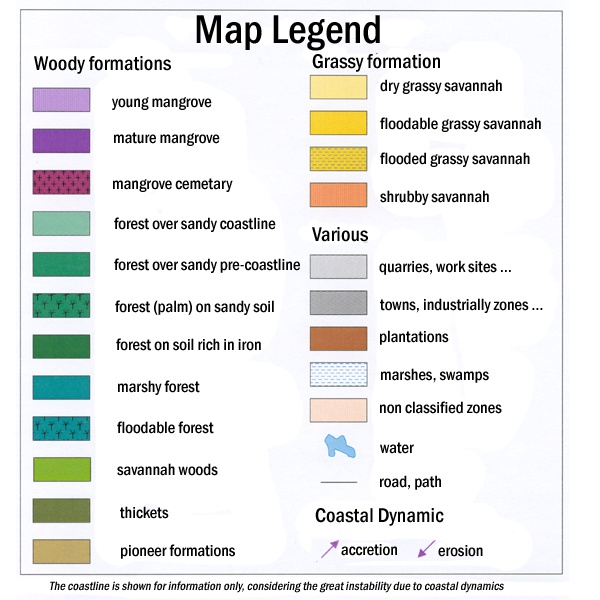 Map Legend
Woody formations
young mangrove
mature mangrove
mangrove cemetary
forest over sandy coastline
forest over sandy pre-coastline
forest (palm) on sandy soil
forest on soil rich in iron
marshy forest
floodable forest
savannah woods
thickets
pioneer formations
Grassy formation
dry grassy savannah
floodable grassy savannah
flooded grassy savannah
shrubby savannah
Various
quarries, work sites ...
towns, industrially zones ...
plantations
marshes, swamps
non classified zones
water
road, path
Coastal Dynamic
accretion
erosion
The coastline is shown for information only, considering the great instability due to coastal dynamics